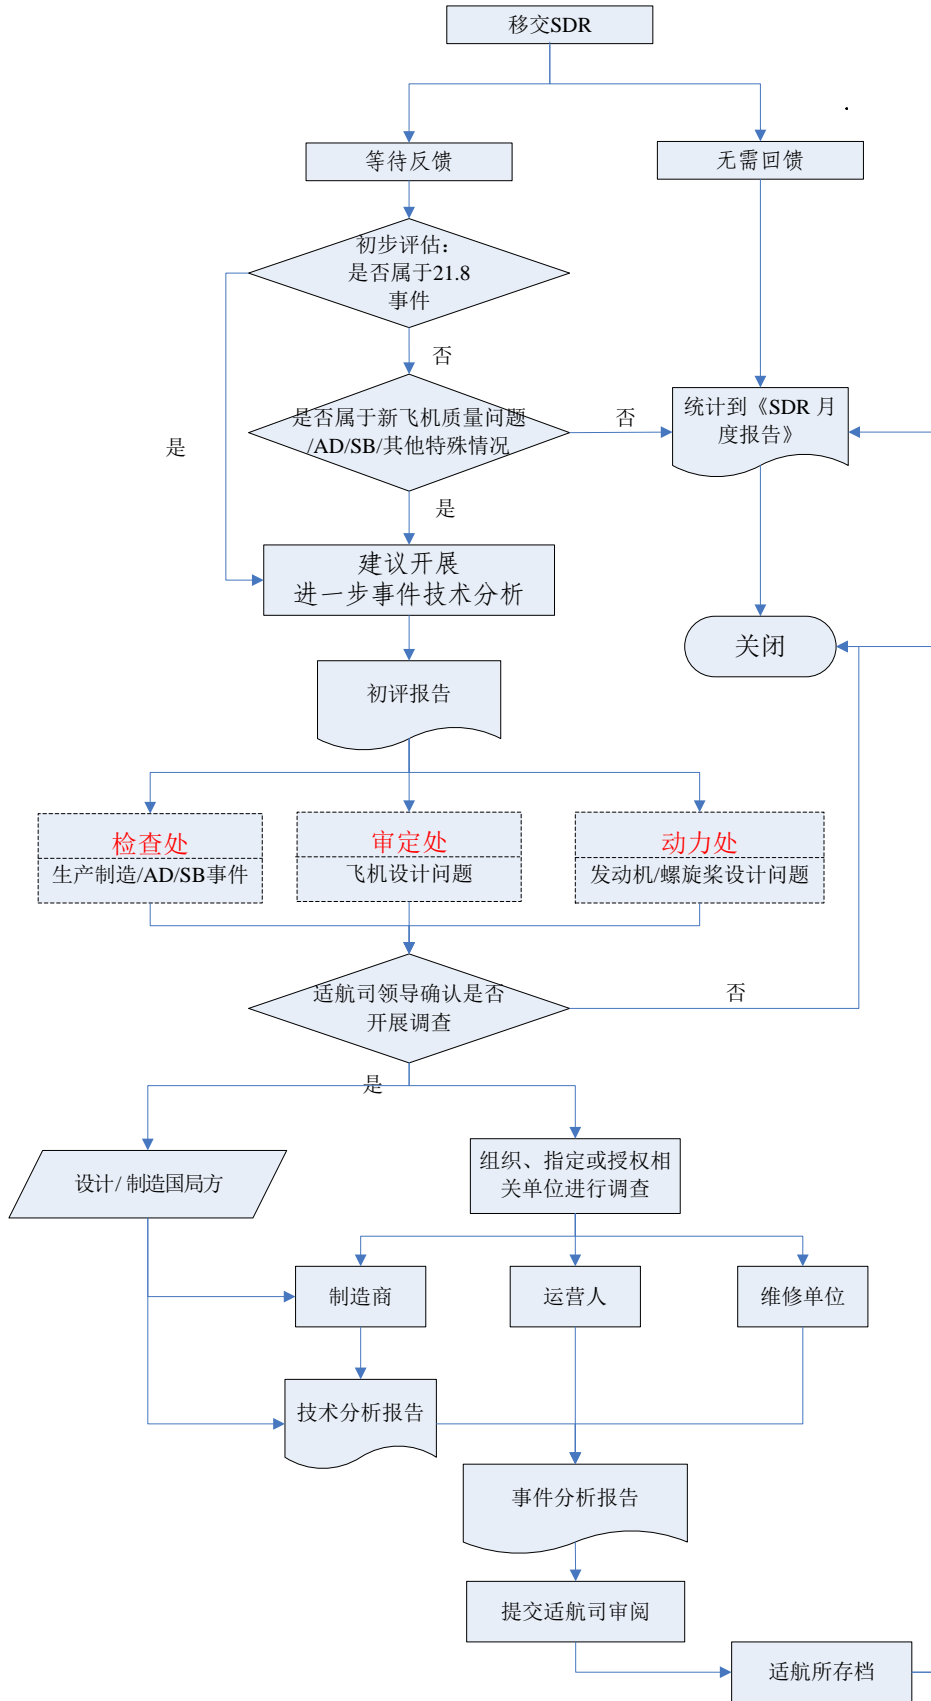 移交SDR
等待反馈
无需回馈
初步评估：
是否属于21.8
事件
否
是否属于新飞机质量问题
/AD/SB/其他特殊情况
否
统计到《SDR 月
度报告》
是
是
建议开展
进一步事件技术分析
关闭
初评报告
检查处
生产制造/AD/SB事件
审定处
飞机设计问题
动力处
发动机/螺旋桨设计问题
适航司领导确认是否
开展调查
否
是
设计/ 制造国局方
组织、指定或授权相
关单位进行调查
制造商
运营人
维修单位
技术分析报告
事件分析报告
提交适航司审阅
适航所存档